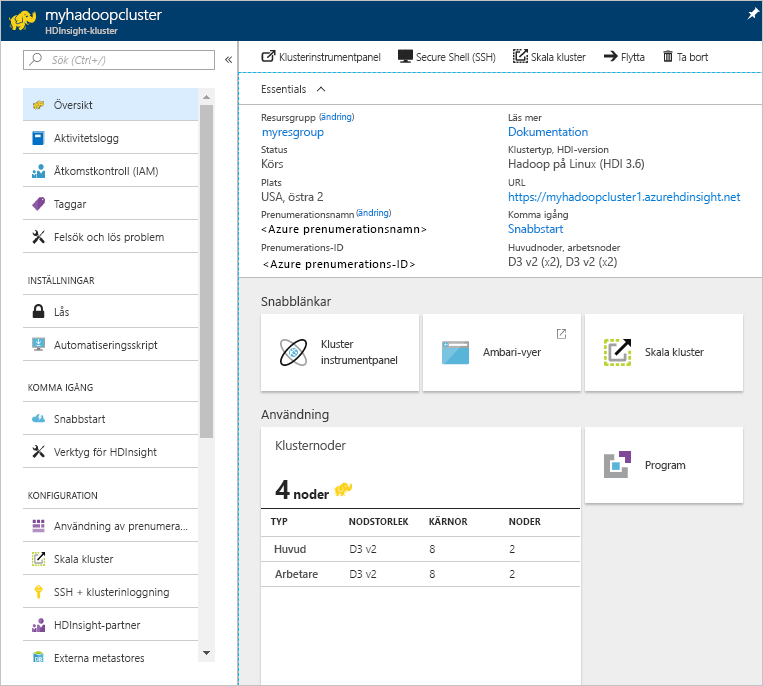 myhadoopcluster
HDInsight-kluster
Sök (Ctrl+/)
«
Översikt
Aktivitetslogg
Åtkomstkontroll (IAM)
Taggar
Felsök och lös problem
INSTÄLLNINGAR
Lås
Automatiseringsskript
KOMMA IGÅNG
Snabbstart
Verktyg för HDInsight
KONFIGURATION
Användning av prenumera...
Skala kluster
SSH + klusterinloggning
HDInsight-partner
Externa metastores
Klusterinstrumentpanel
Secure Shell (SSH)
Skala kluster
Flytta
Ta bort
Essentials
Resursgrupp (ändring)
myresgroup
Status
Körs
Plats
USA, östra 2
Prenumerationsnamn (ändring)
<Azure prenumerationsnamn>
Prenumerations-ID
<Azure prenumerations-ID>
Läs mer
Dokumentation
Klustertyp, HDI-version
Hadoop på Linux (HDI 3.6)
URL
https://myhadoopcluster1.azurehdinsight.net
Komma igång
Snabbstart
Huvudnoder, arbetsnoder
D3 v2 (x2), D3 v2 (x2)
Snabblänkar
Kluster
instrumentpanel
Ambari-vyer
Skala kluster
Användning
Klusternoder
4 noder
TYP NODSTORLEK KÄRNOR NODER
Huvud D3 v2 8 2
Arbetare D3 v2 8 2
Program